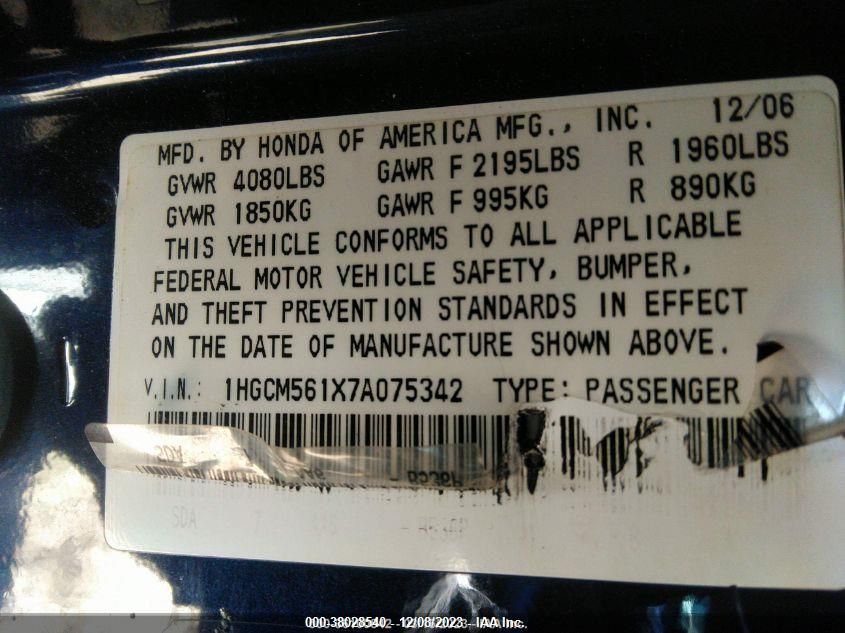 MFD. BY HONDA OF AMERICA MFG., INC. 12/06
GVWR 4080LBS GAWR F 2195LBS R 1960LBS
GVWR 1850KG GAWR F 995KG R 890KG
THIS VEHICLE CONFORMS TO ALL APPLICABLE
FEDERAL MOTOR VEHICLE SAFETY, BUMPER,
AND THEFT PREVENTION STANDARDS IN EFFECT
ON THE DATE OF MANUFACTURE SHOWN ABOVE.
V.I.N.: 1HGCM561X7A075342 TYPE: PASSENGER CAR
SDA
000.38028540 - 12/08/2023 - IAA Inc.